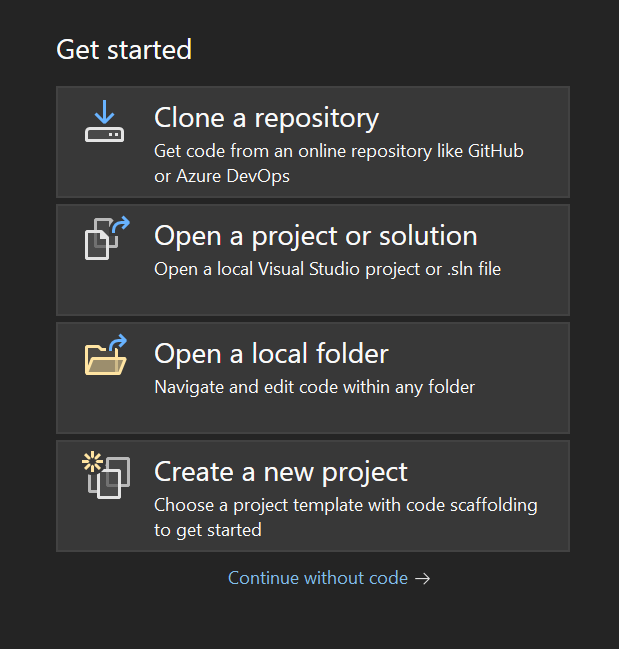 Get started
Clone a repository
Get code from an online repository like GitHub
or Azure DevOps
Open a project or solution
Open a local Visual Studio project or .sln file
Open a local folder
Navigate and edit code within any folder
Create a new project
Choose a project template with code scaffolding
to get started
Continue without code →